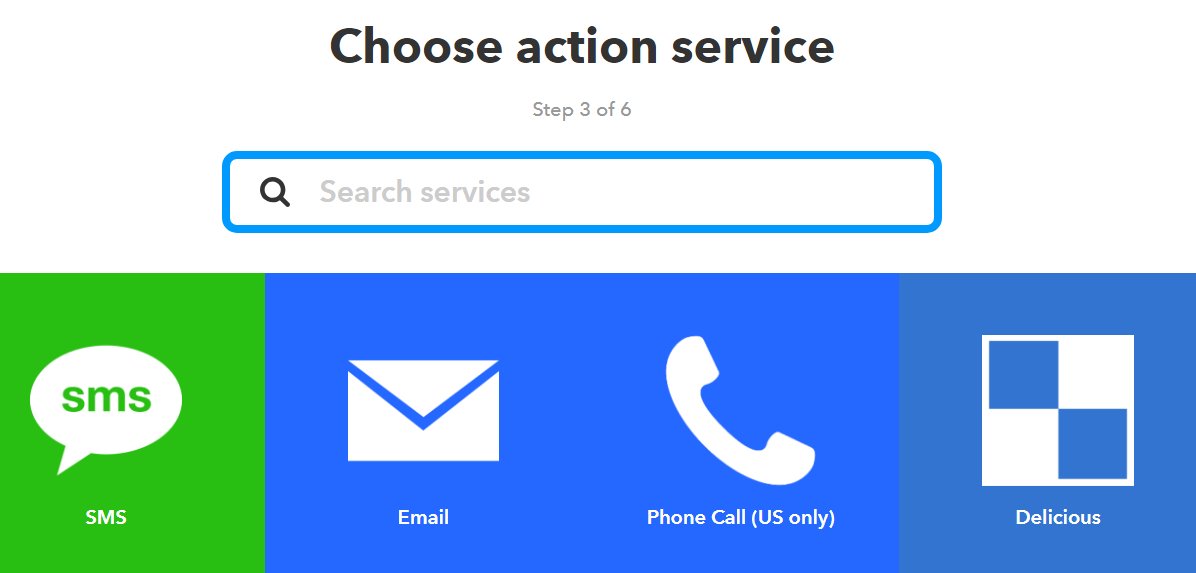 Choose action service
Step 3 of 6
Search services
sms
SMS
Email
Phone Call (US only)
Delicious